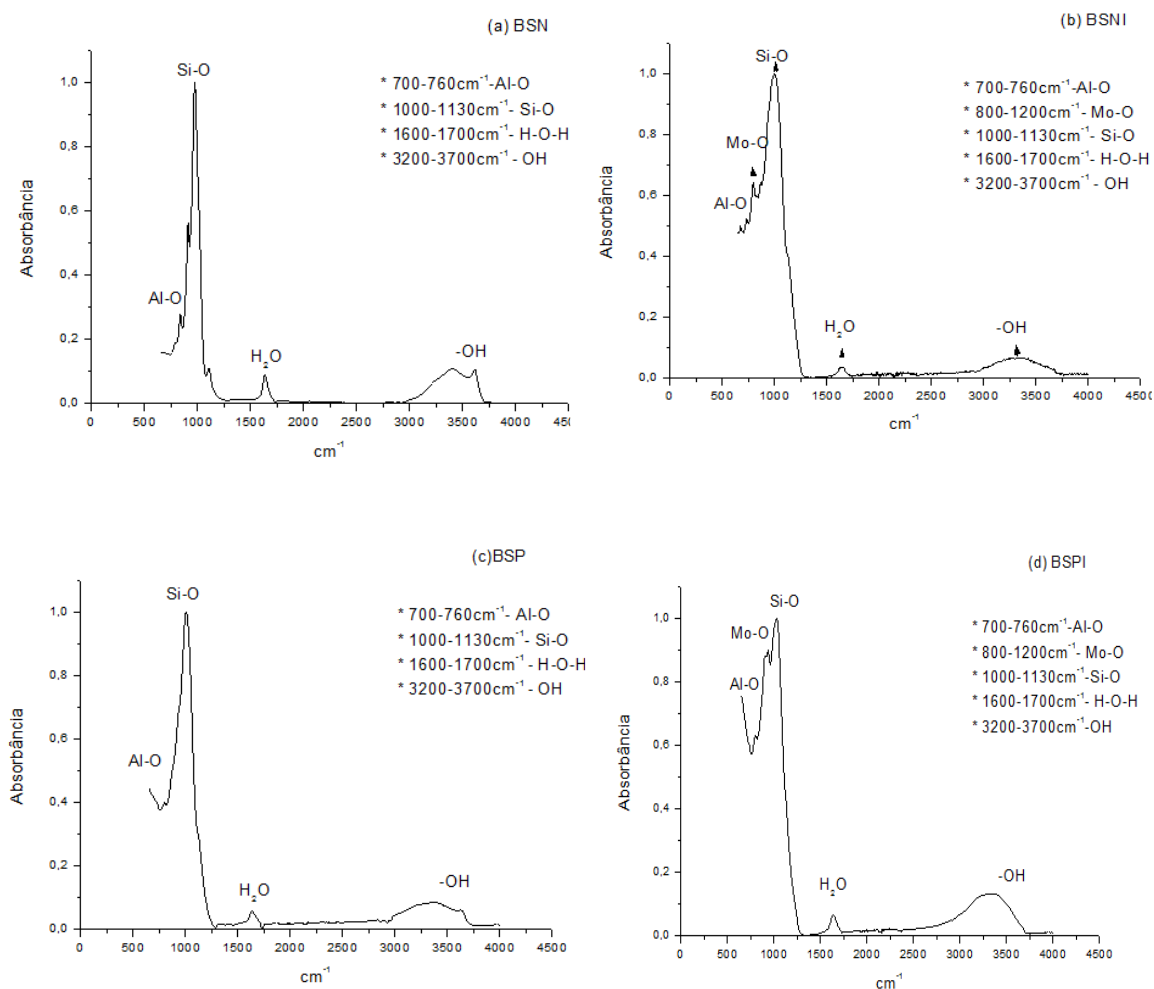 (a) BSN
Si-O
* 700-760cm⁻¹-Al-O
* 1000-1130cm⁻¹- Si-O
* 1600-1700cm⁻¹ - H-O-H
* 3200-3700cm⁻¹ - OH
Al-O
H₂O
-OH
1,0
0,8
0,6
0,4
0,2
0,0
Absorbância
0 500 1000 1500 2000 2500 3000 3500 4000 4500
cm⁻¹
(b) BSNI
Si-O
* 700-760cm⁻¹-Al-O
* 800-1200cm⁻¹ - Mo-O
* 1000-1130cm⁻¹ - Si-O
* 1600-1700cm⁻¹ - H-O-H
* 3200-3700cm⁻¹ - OH
Mo-O
Al-O
H₂O
-OH
1,0
0,8
0,6
0,4
0,2
0,0
Absorbância
0 500 1000 1500 2000 2500 3000 3500 4000 4500
cm⁻¹
(c)BSP
Si-O
* 700-760cm⁻¹- Al-O
* 1000-1130cm⁻¹ - Si-O
* 1600-1700cm⁻¹ - H-O-H
* 3200-3700cm⁻¹ - OH
Al-O
H₂O
-OH
1,0
0,8
0,6
0,4
0,2
0,0
Absorbância
0 500 1000 1500 2000 2500 3000 3500 4000 4500
cm⁻¹
(d) BSPI
Si-O
* 700-760cm⁻¹-Al-O
* 800-1200cm⁻¹- Mo-O
* 1000-1130cm⁻¹-Si-O
* 1600-1700cm⁻¹- H-O-H
* 3200-3700cm⁻¹-OH
Mo-O
Al-O
H₂O
-OH
1,0
0,8
0,6
0,4
0,2
0,0
Absorbância
0 500 1000 1500 2000 2500 3000 3500 4000 4500
cm⁻¹